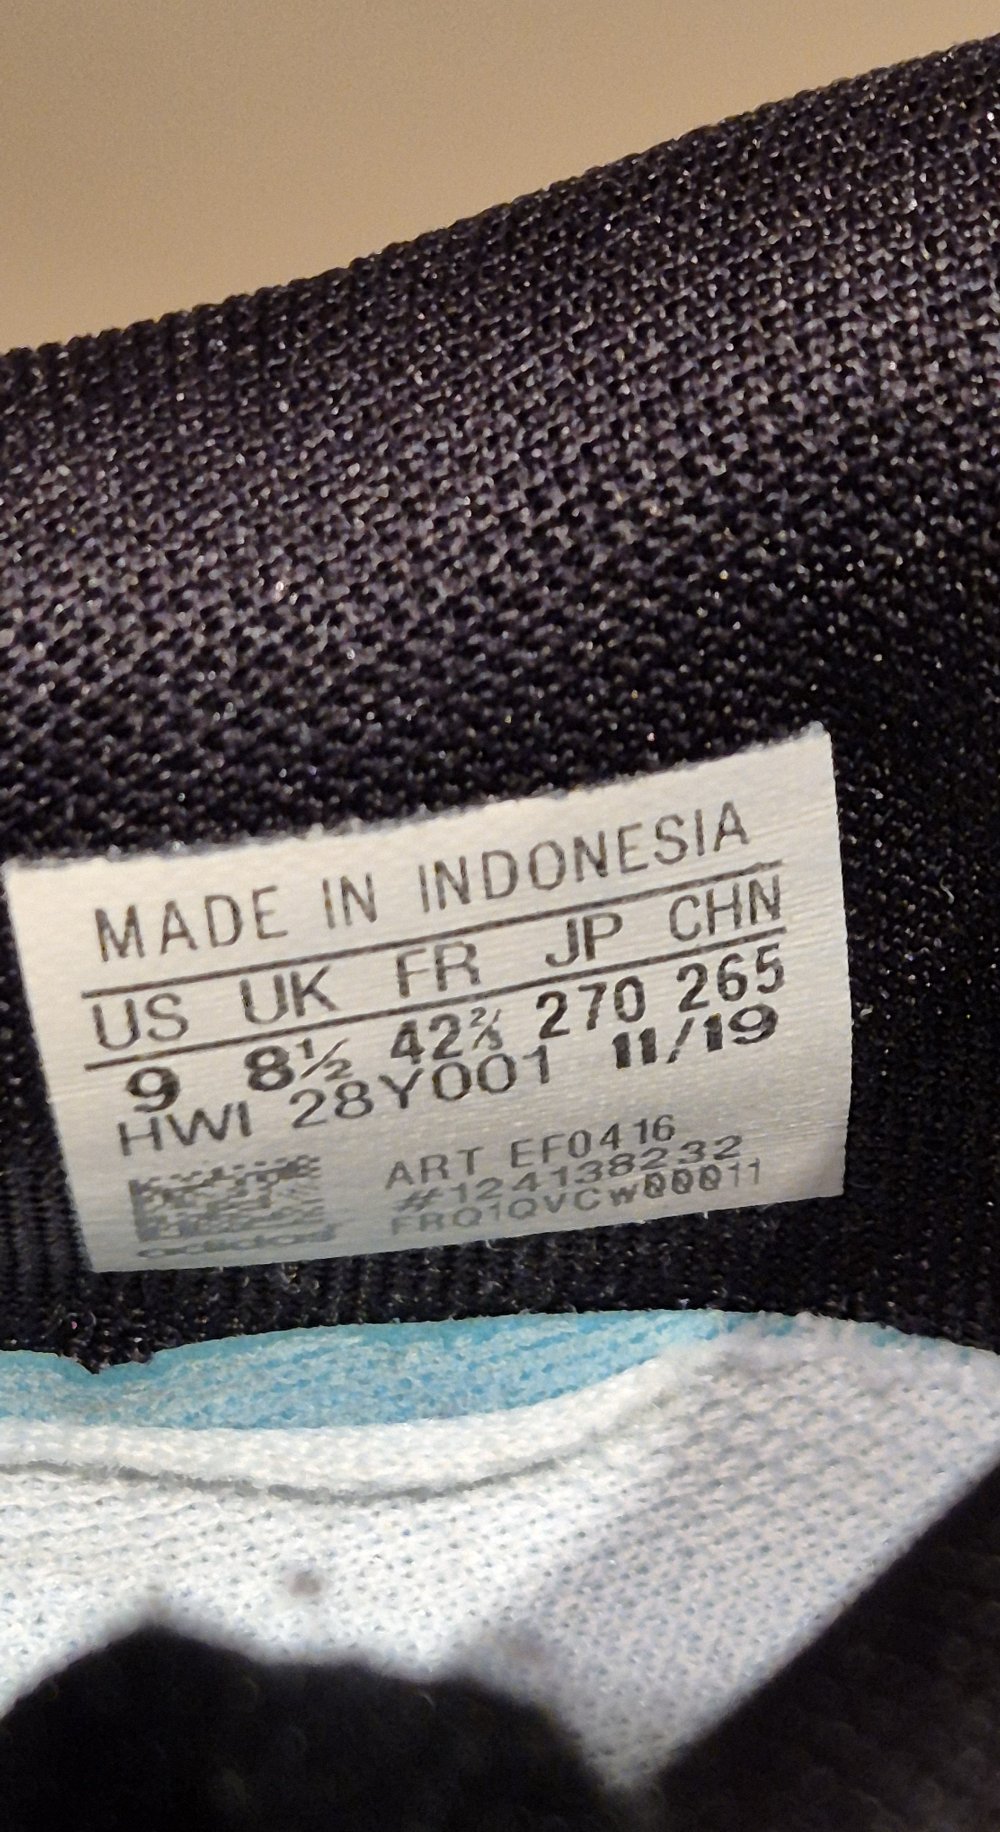 MADE IN INDONESIA
US UK FR JP CHN
9 8½ 42⅔ 270 265
HWI 28Y001 11/19
ART EF0416
#124138232
FRQ1QVCW00011
adidas